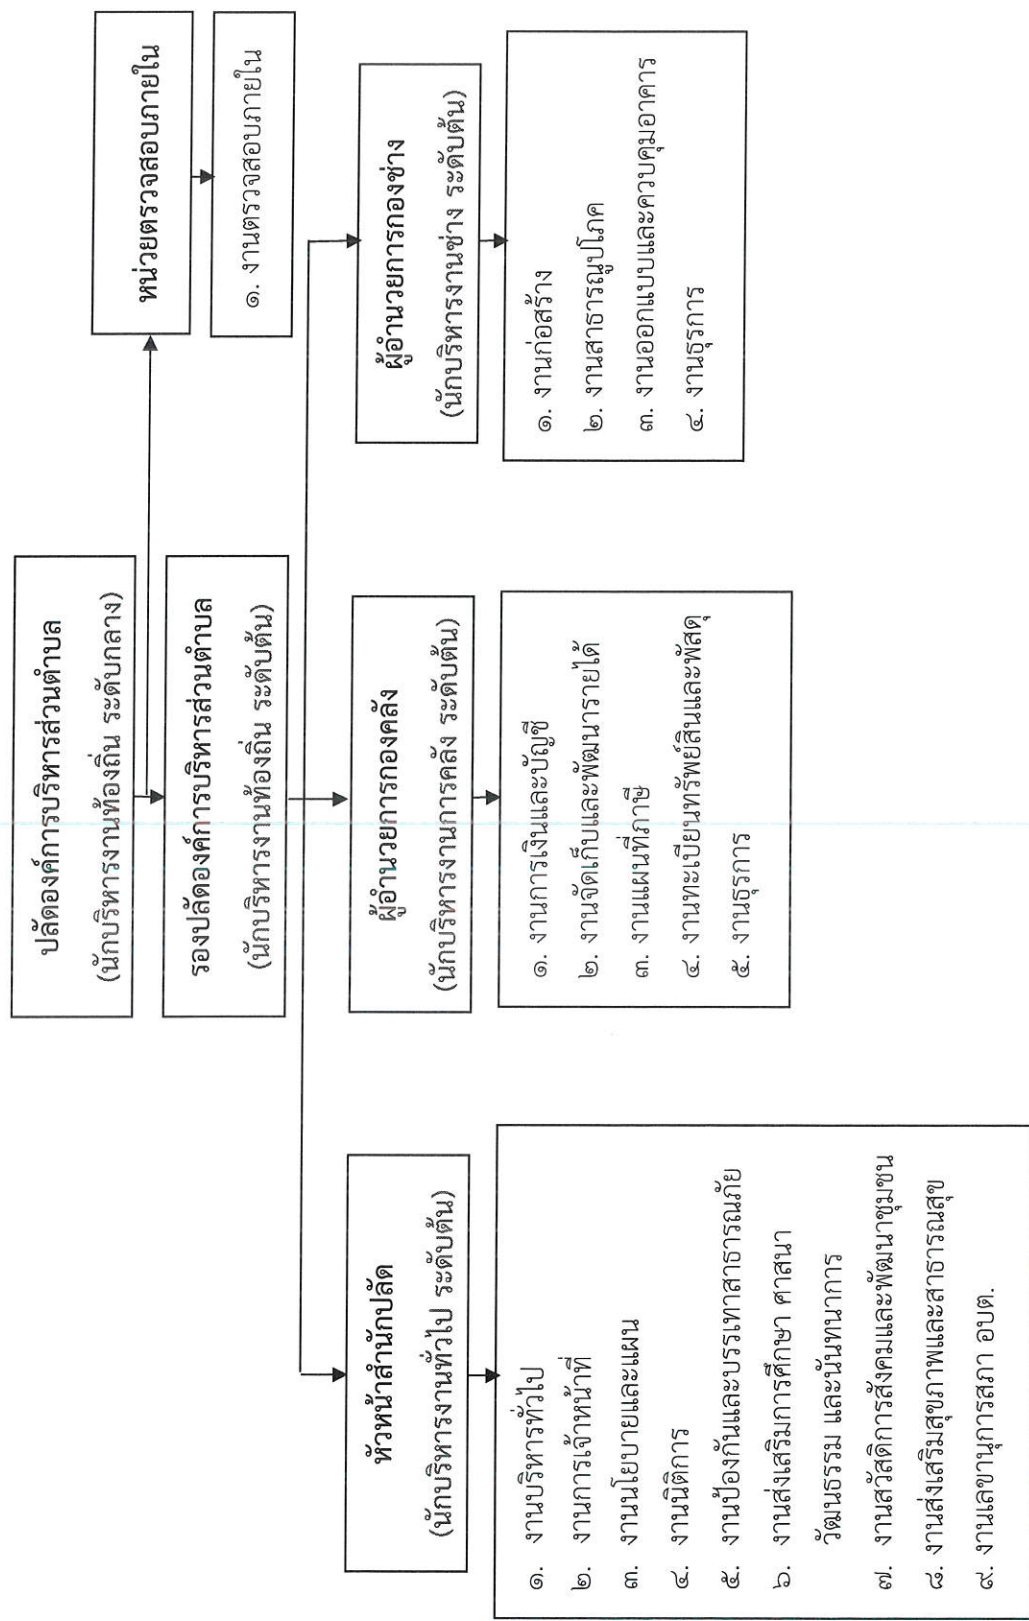 ปลัดองค์การบริหารส่วนตำบล
(นักบริหารงานท้องถิ่น ระดับกลาง)
หน่วยตรวจสอบภายใน
๑. งานตรวจสอบภายใน
รองปลัดองค์การบริหารส่วนตำบล
(นักบริหารงานท้องถิ่น ระดับต้น)
หัวหน้าสำนักปลัด
(นักบริหารงานทั่วไป ระดับต้น)
๑. งานบริหารทั่วไป
๒. งานการเจ้าหน้าที่
๓. งานนโยบายและแผน
๔. งานนิติการ
๕. งานป้องกันและบรรเทาสาธารณภัย
๖. งานส่งเสริมการศึกษา ศาสนา
วัฒนธรรม และนันทนาการ
๗. งานสวัสดิการสังคมและพัฒนาชุมชน
๘. งานส่งเสริมสุขภาพและสาธารณสุข
๙. งานเลขานุการสภา อบต.
ผู้อำนวยการกองคลัง
(นักบริหารงานการคลัง ระดับต้น)
๑. งานการเงินและบัญชี
๒. งานจัดเก็บและพัฒนารายได้
๓. งานแผนที่ภาษี
๔. งานทะเบียนทรัพย์สินและพัสดุ
๕. งานธุรการ
ผู้อำนวยการกองช่าง
(นักบริหารงานช่าง ระดับต้น)
๑. งานก่อสร้าง
๒. งานสาธารณูปโภค
๓. งานออกแบบและควบคุมอาคาร
๔. งานธุรการ